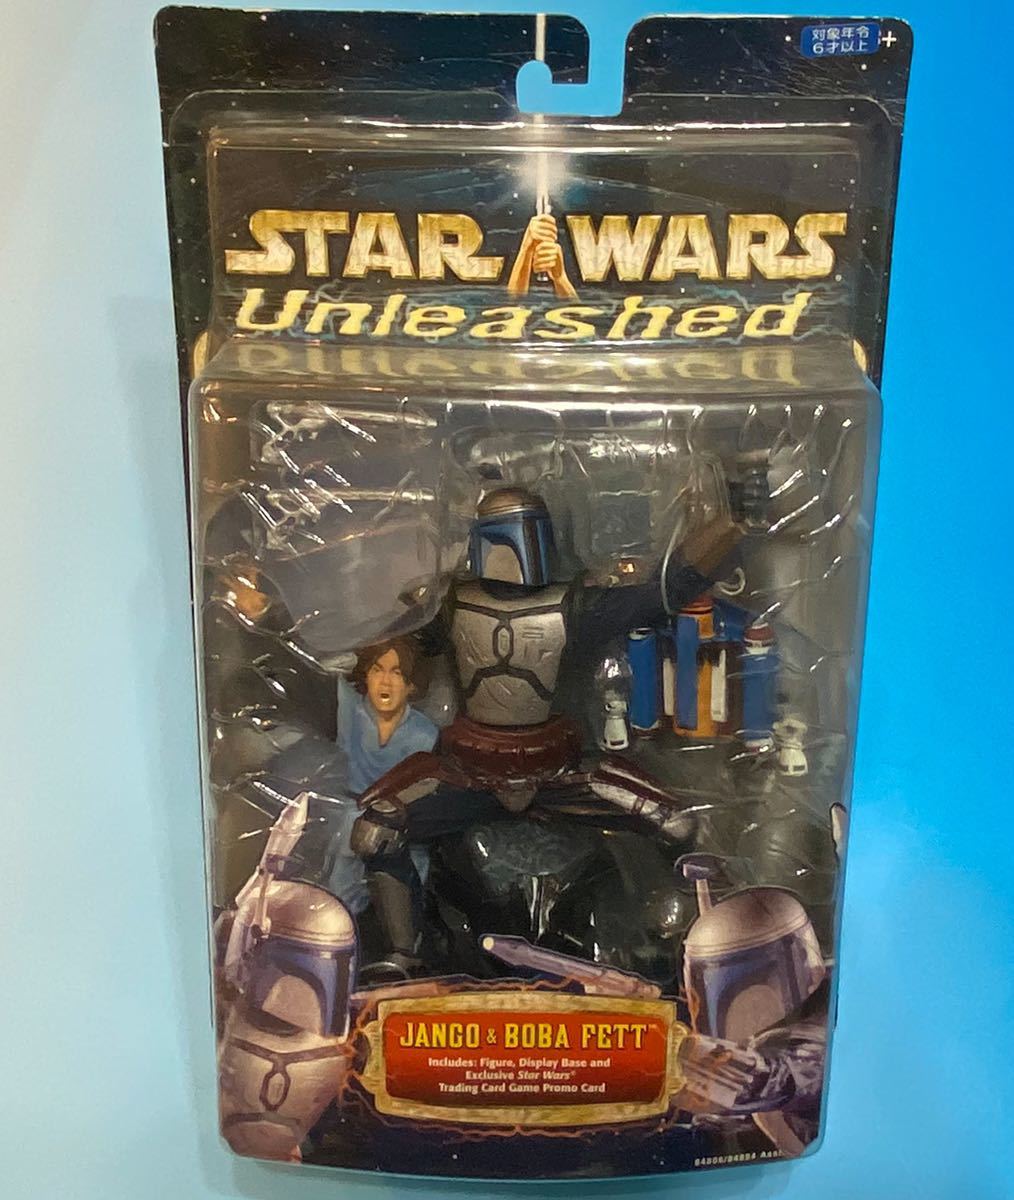 対象年令
6才以上
+
STAR WARS
Unleashed
JANGO & BOBA FETT™
Includes: Figure, Display Base and
Exclusive Star Wars®
Trading Card Game Promo Card